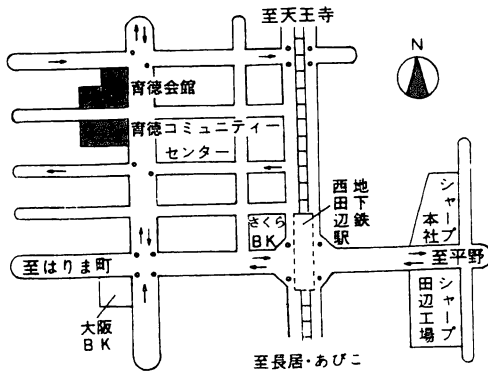 至天王寺
N
育徳会館
育徳コミュニティー
センター
地下鉄
西田辺駅
さくら
BK
シャープ
本社
至はりま町
至平野
大阪
BK
シャープ
田辺工場
至長居・あびこ